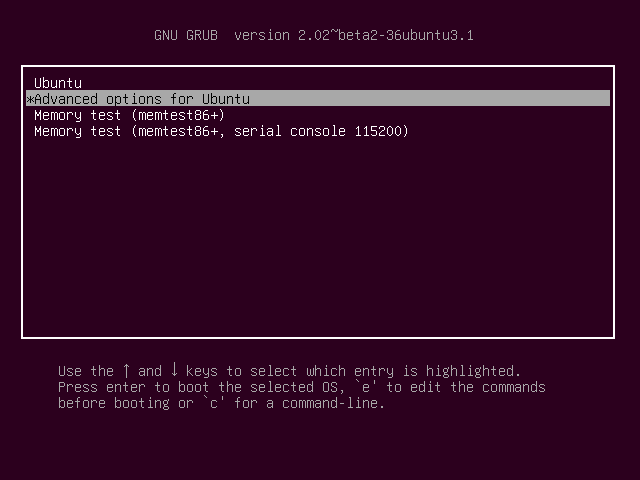 GNU GRUB  version 2.02~beta2-36ubuntu3.1
Ubuntu
*Advanced options for Ubuntu
Memory test (memtest86+)
Memory test (memtest86+, serial console 115200)
Use the ↑ and ↓ keys to select which entry is highlighted.
Press enter to boot the selected OS, `e' to edit the commands
before booting or `c' for a command-line.